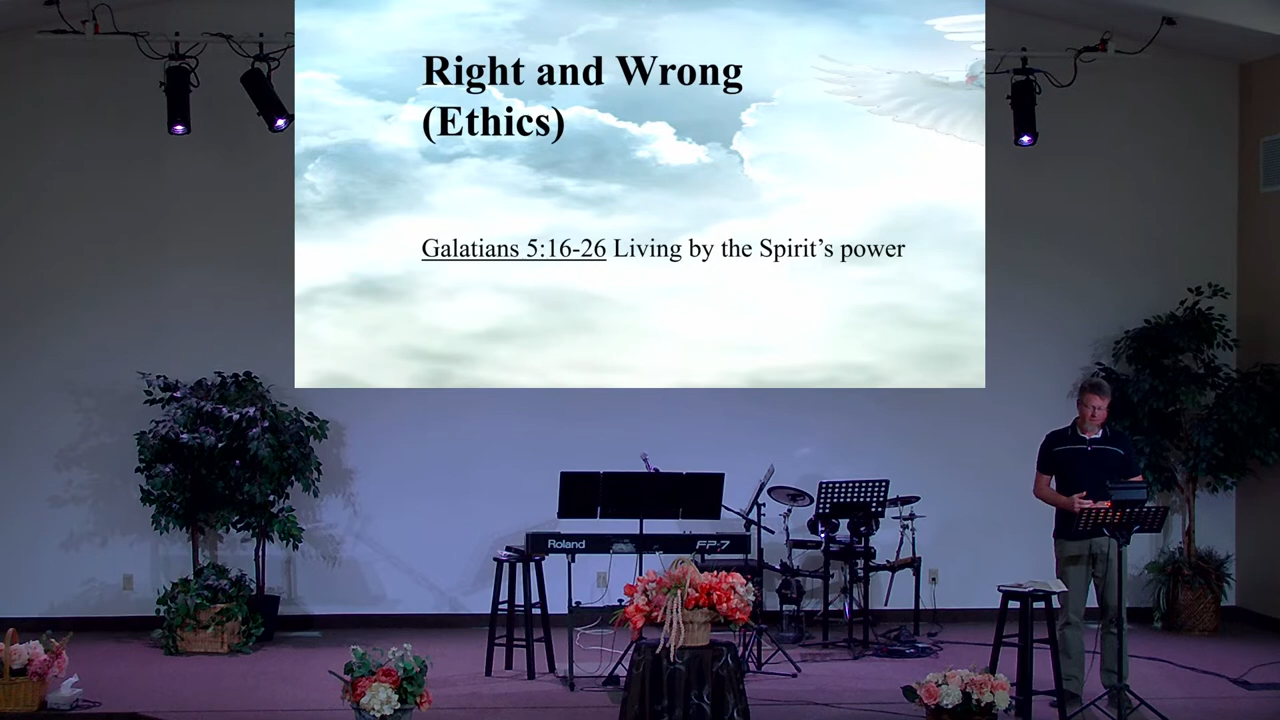 Right and Wrong
(Ethics)
Galatians 5:16-26 Living by the Spirit’s power
Roland
FP-7